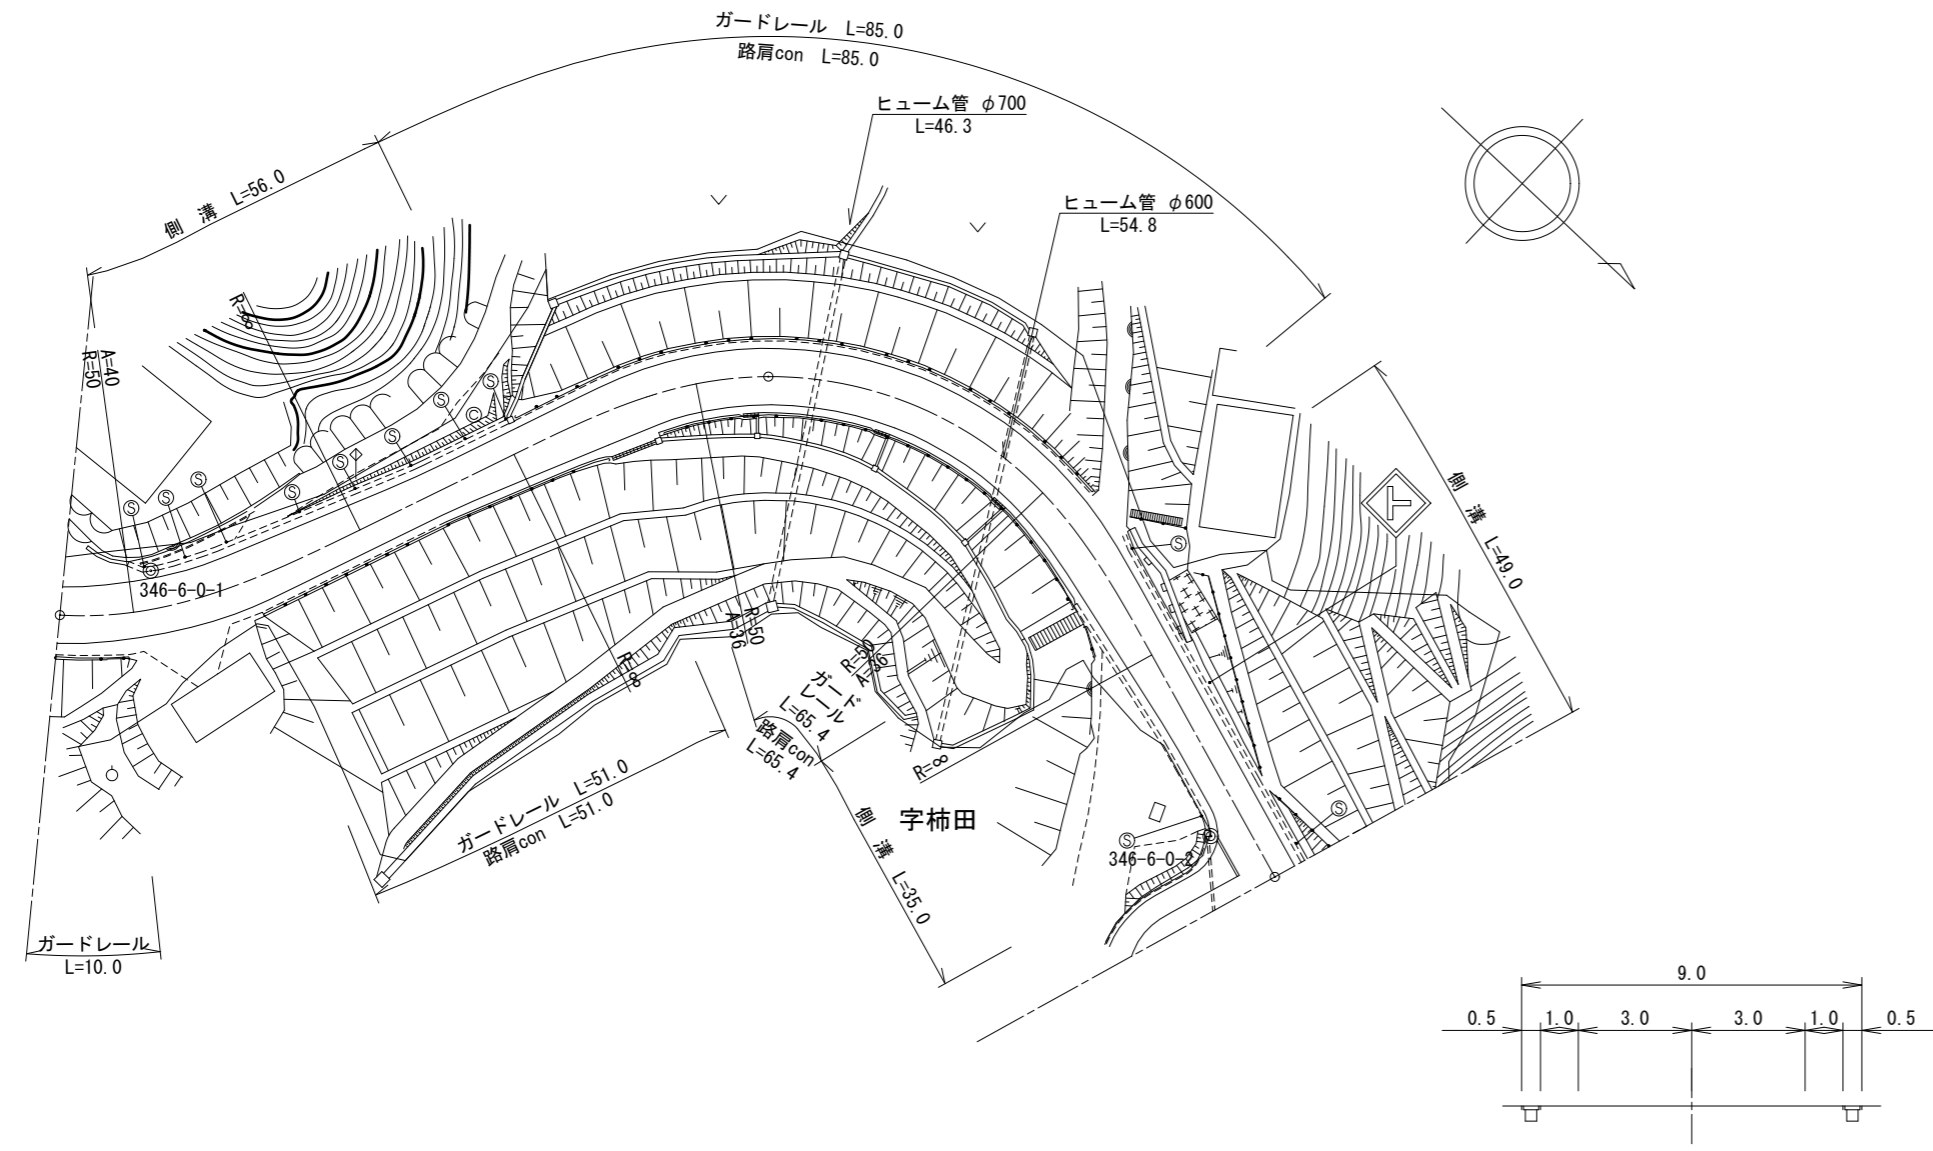 ガードレール L=85.0
路肩con L=85.0
ヒューム管 φ700
L=46.3
側 溝 L=56.0
ヒューム管 φ600
L=54.8
R=∞
A=40
R=50
S
S
C
S
S
S
S
S
S
346-6-0-1
側 溝 L=49.0
S
R=50
A=36
R=∞
R=50
A=36
ガード
レール
L=65.4
路肩con
L=65.4
R=∞
ガードレール L=51.0
路肩con L=51.0
側 溝 L=35.0
字柿田
S
S
346-6-0-2
ガードレール
L=10.0
9.0
0.5 1.0 3.0 3.0 1.0 0.5